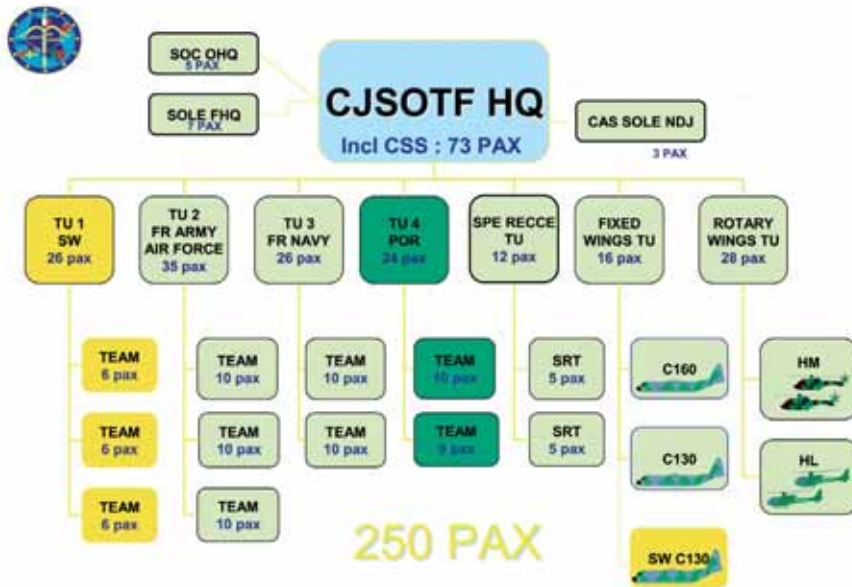 SOC OHQ
5 PAX
SOLE FHQ
7 PAX
CJSOTF HQ
Incl CSS : 73 PAX
CAS SOLE NDJ
3 PAX
TU 1
SW
26 pax
TU 2
FR ARMY
AIR FORCE
35 pax
TU 3
FR NAVY
26 pax
TU 4
POR
24 pax
SPE RECCE
TU
12 pax
FIXED
WINGS TU
16 pax
ROTARY
WINGS TU
28 pax
TEAM
6 pax
TEAM
10 pax
TEAM
10 pax
TEAM
10 pax
SRT
5 pax
C160
HM
TEAM
6 pax
TEAM
10 pax
TEAM
10 pax
TEAM
pax
SRT
5 pax
C130
HL
TEAM
6 pax
TEAM
10 pax
250 PAX
SW C130